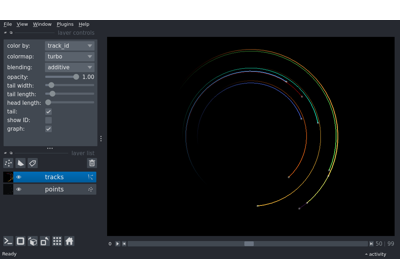 File View Window Plugins Help
layer controls
color by: track_id
colormap: turbo
blending: additive
opacity: 1.00
tail width:
tail length:
head length:
tail:
show ID:
graph:
layer list
tracks
points
0 50 99
Ready activity